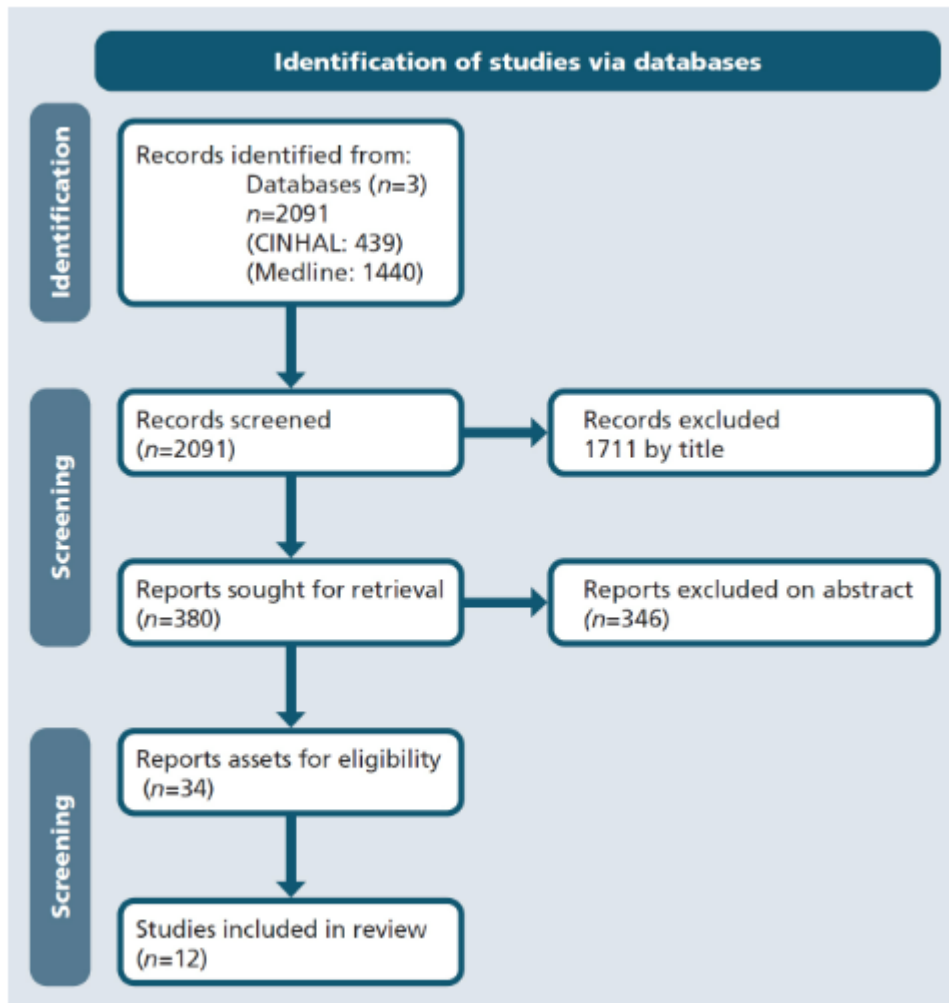 Identification of studies via databases
Identification
Records identified from:
Databases (n=3)
n=2091
(CINHAL: 439)
(Medline: 1440)
Screening
Records screened
(n=2091)
Records excluded
1711 by title
Reports sought for retrieval
(n=380)
Reports excluded on abstract
(n=346)
Screening
Reports assets for eligibility
(n=34)
Studies included in review
(n=12)